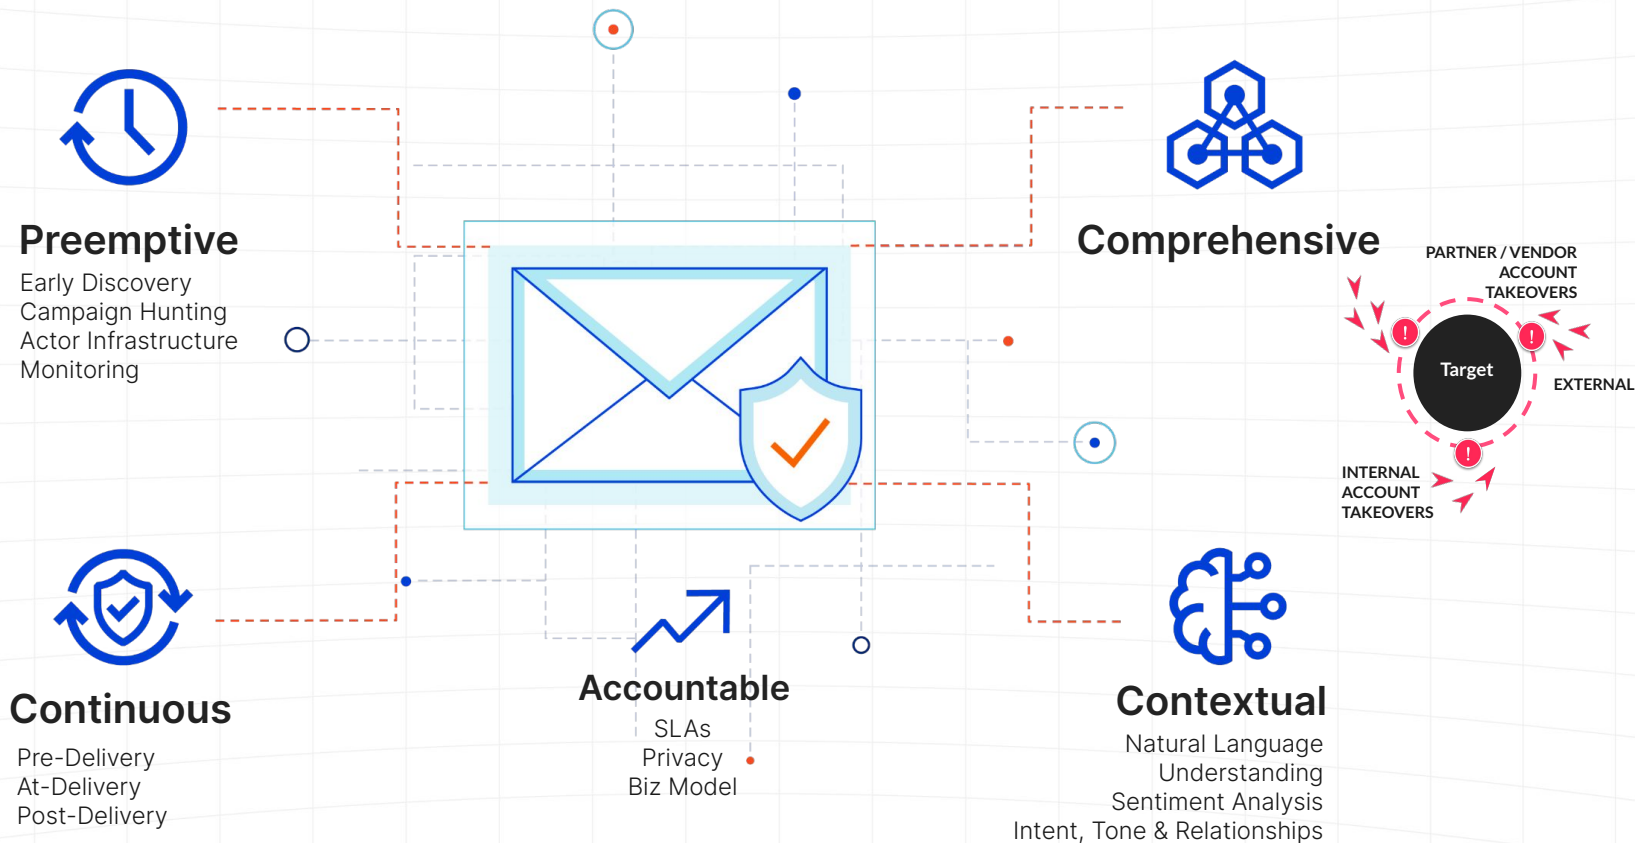 Preemptive
Early Discovery
Campaign Hunting
Actor Infrastructure
Monitoring
Comprehensive
PARTNER / VENDOR
ACCOUNT
TAKEOVERS
!
!
Target
EXTERNAL
!
INTERNAL
ACCOUNT
TAKEOVERS
Continuous
Pre-Delivery
At-Delivery
Post-Delivery
Accountable
SLAs
Privacy
Biz Model
Contextual
Natural Language
Understanding
Sentiment Analysis
Intent, Tone & Relationships